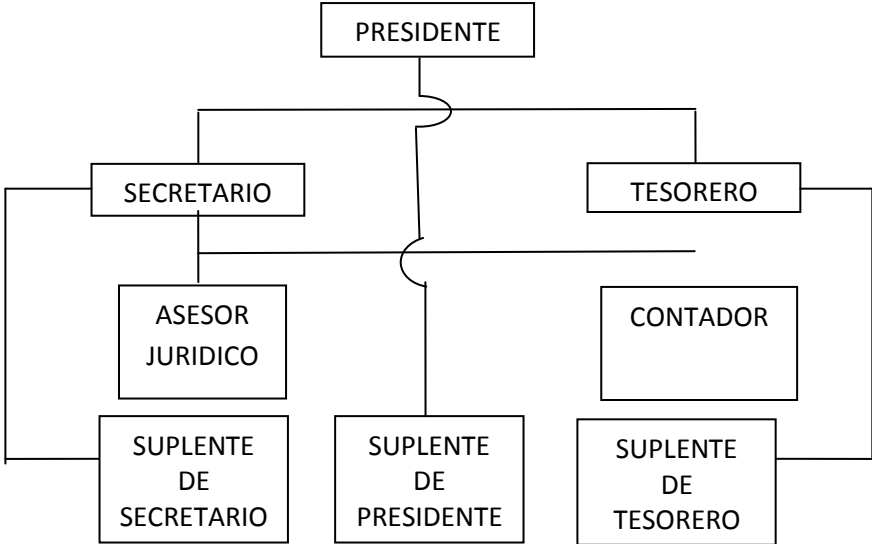 PRESIDENTE
SECRETARIO
TESORERO
ASESOR
JURIDICO
CONTADOR
SUPLENTE
DE
SECRETARIO
SUPLENTE
DE
PRESIDENTE
SUPLENTE
DE
TESORERO